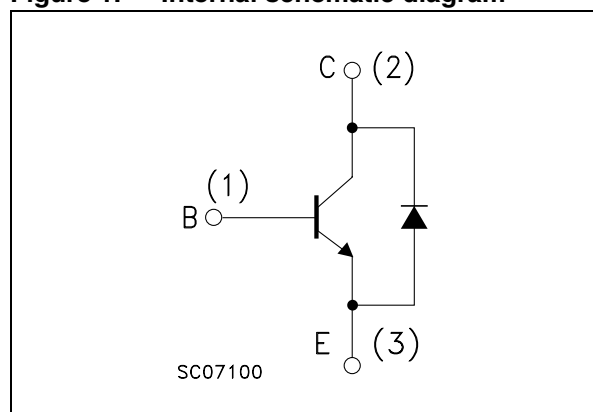 Figure 1. Internal schematic diagram
C (2)
(1)
B
E (3)
SC07100